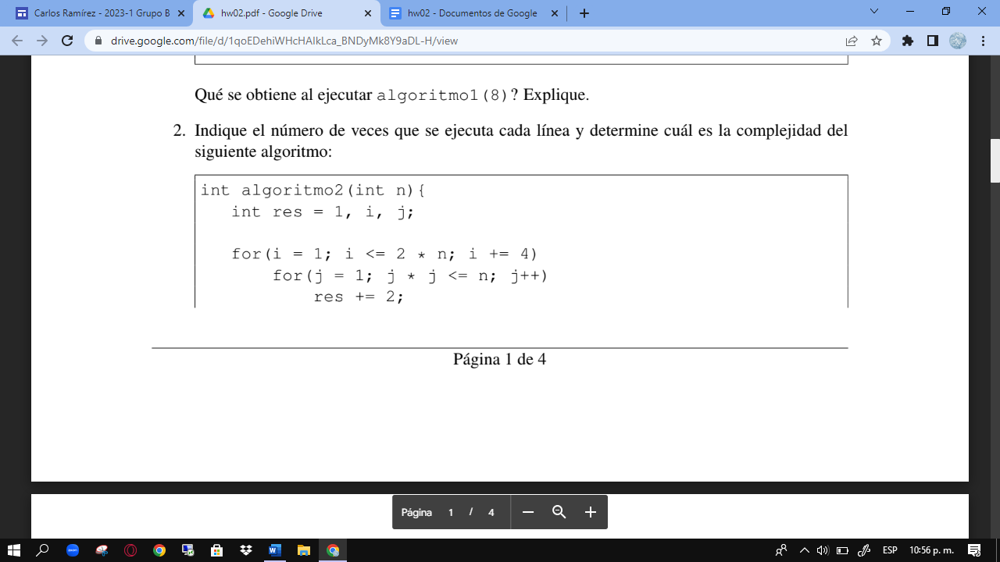 Carlos Ramírez - 2023-1 Grupo B
hw02.pdf - Google Drive
hw02 - Documentos de Google
drive.google.com/file/d/1qoEDehiWHcHAlkLca_BNDyMk8Y9aDL-H/view
Qué se obtiene al ejecutar algoritmo1(8)? Explique.
2. Indique el número de veces que se ejecuta cada línea y determine cuál es la complejidad del
siguiente algoritmo:
int algoritmo2(int n){
int res = 1, i, j;
for(i = 1; i <= 2 * n; i += 4)
for(j = 1; j * j <= n; j++)
res += 2;
Página 1 de 4
Página 1 / 4
zoom
ESP 10:56 p. m.